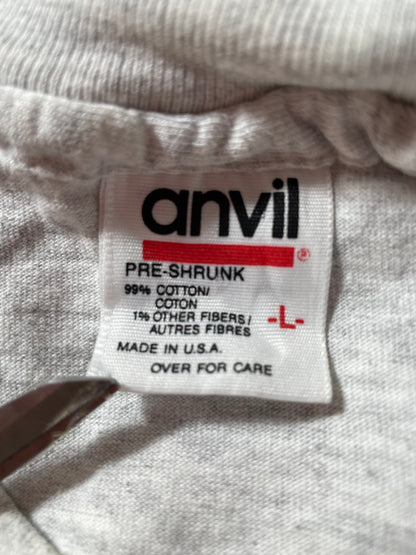 anvil
®
PRE-SHRUNK
99% COTTON/
COTON
1% OTHER FIBERS/
AUTRES FIBRES
-L-
MADE IN U.S.A.
OVER FOR CARE